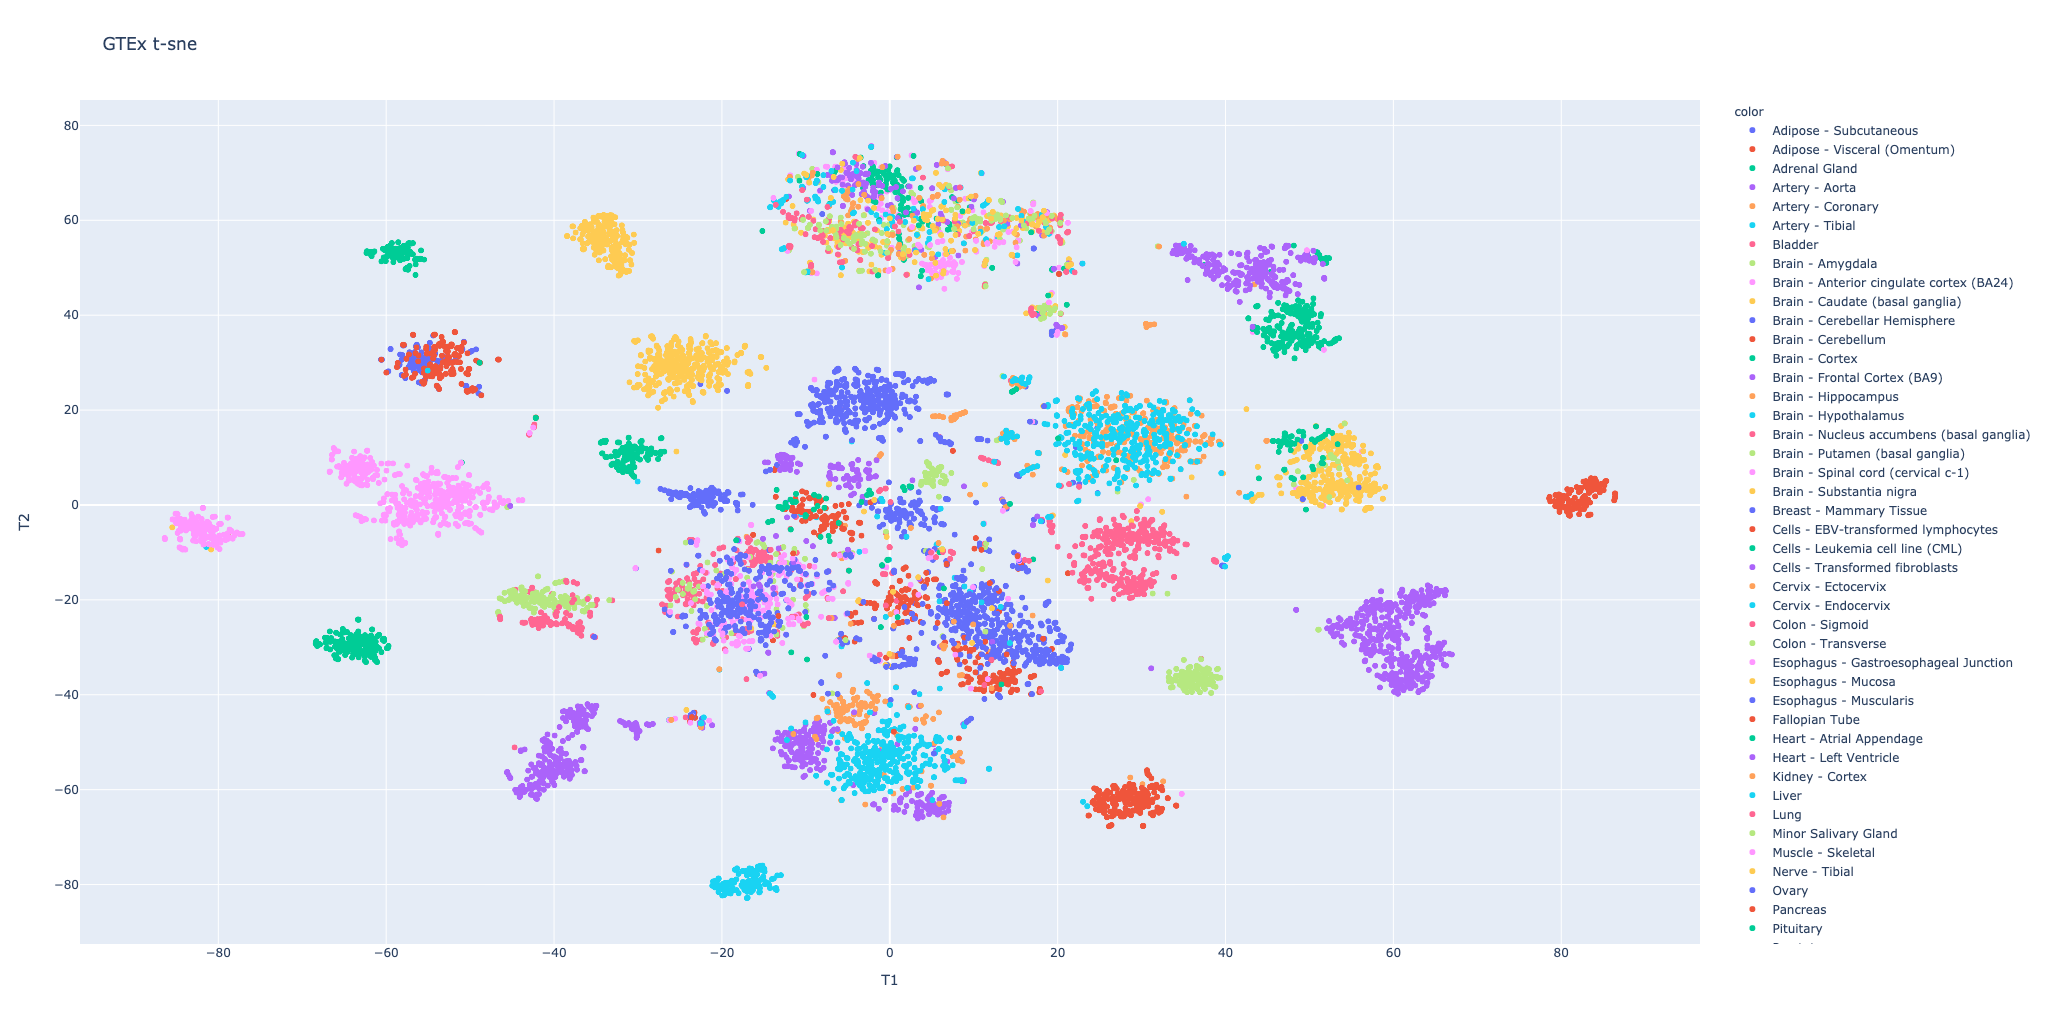 GTEx t-sne
80
60
40
20
0
−20
−40
−60
−80
T2
−80
−60
−40
−20
0
20
40
60
80
T1
color
Adipose - Subcutaneous
Adipose - Visceral (Omentum)
Adrenal Gland
Artery - Aorta
Artery - Coronary
Artery - Tibial
Bladder
Brain - Amygdala
Brain - Anterior cingulate cortex (BA24)
Brain - Caudate (basal ganglia)
Brain - Cerebellar Hemisphere
Brain - Cerebellum
Brain - Cortex
Brain - Frontal Cortex (BA9)
Brain - Hippocampus
Brain - Hypothalamus
Brain - Nucleus accumbens (basal ganglia)
Brain - Putamen (basal ganglia)
Brain - Spinal cord (cervical c-1)
Brain - Substantia nigra
Breast - Mammary Tissue
Cells - EBV-transformed lymphocytes
Cells - Leukemia cell line (CML)
Cells - Transformed fibroblasts
Cervix - Ectocervix
Cervix - Endocervix
Colon - Sigmoid
Colon - Transverse
Esophagus - Gastroesophageal Junction
Esophagus - Mucosa
Esophagus - Muscularis
Fallopian Tube
Heart - Atrial Appendage
Heart - Left Ventricle
Kidney - Cortex
Liver
Lung
Minor Salivary Gland
Muscle - Skeletal
Nerve - Tibial
Ovary
Pancreas
Pituitary